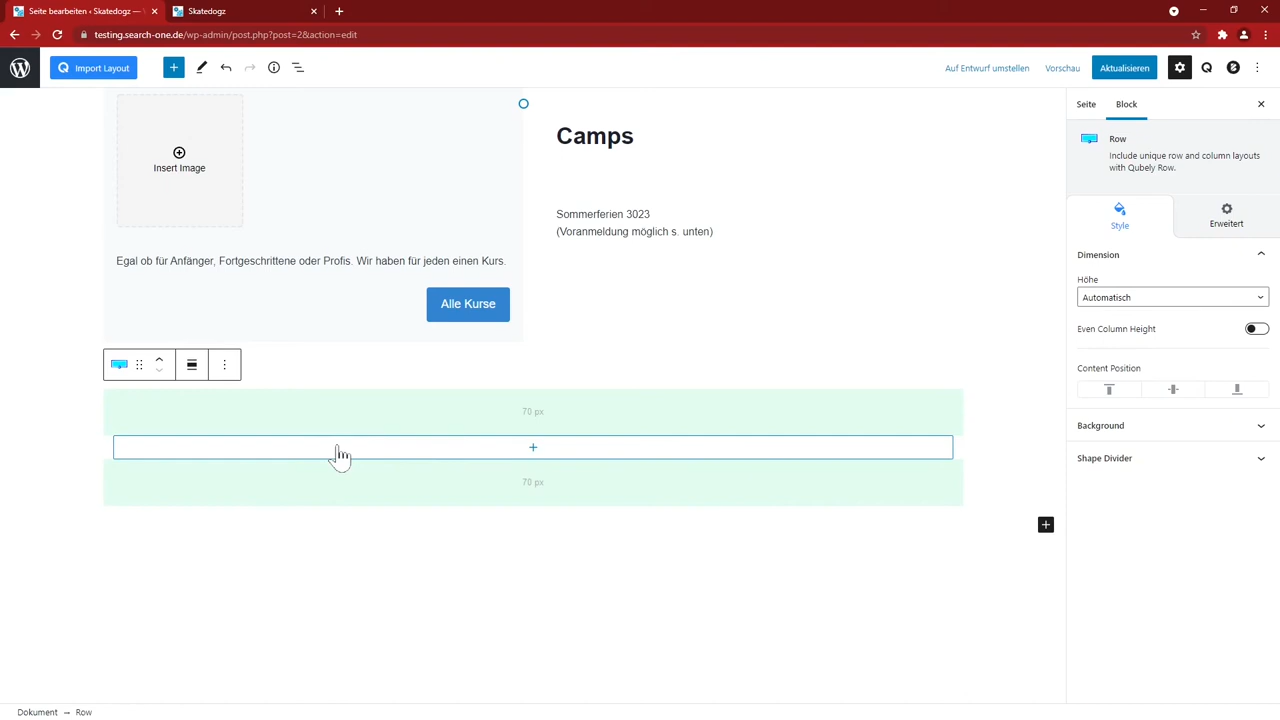 Seite bearbeiten ‹ Skatedogz — 
Skatedogz
testing.search-one.de/wp-admin/post.php?post=2&action=edit
Import Layout
Auf Entwurf umstellen
Vorschau
Aktualisieren
Seite
Block
Row
Include unique row and column layouts
with Qubely Row.
Style
Erweitert
Dimension
Höhe
Automatisch
Even Column Height
Content Position
Background
Shape Divider
Insert Image
Egal ob für Anfänger, Fortgeschrittene oder Profis. Wir haben für jeden einen Kurs.
Alle Kurse
Camps
Sommerferien 3023
(Voranmeldung möglich s. unten)
70 px
70 px
Dokument → Row